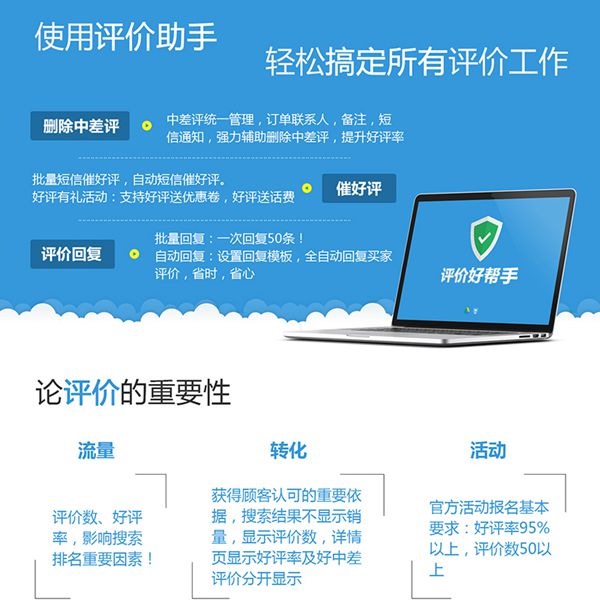 使用评价助手
轻松搞定所有评价工作
删除中差评
中差评统一管理，订单联系人，备注，短
信通知，强力辅助删除中差评，提升好评率
批量短信催好评，自动短信催好评。
好评有礼活动：支持好评送优惠卷，好评送话费
催好评
评价回复
批量回复：一次回复50条！
自动回复：设置回复模板，全自动回复买家
评价，省时，省心
评价好帮手
论评价的重要性
流量
转化
活动
评价数、好评
率，影响搜索
排名重要因素！
获得顾客认可的重要依
据，搜索结果不显示销
量，显示评价数，详情
页显示好评率及好中差
评价分开显示
官方活动报名基本
要求：好评率95%
以上，评价数50以
上